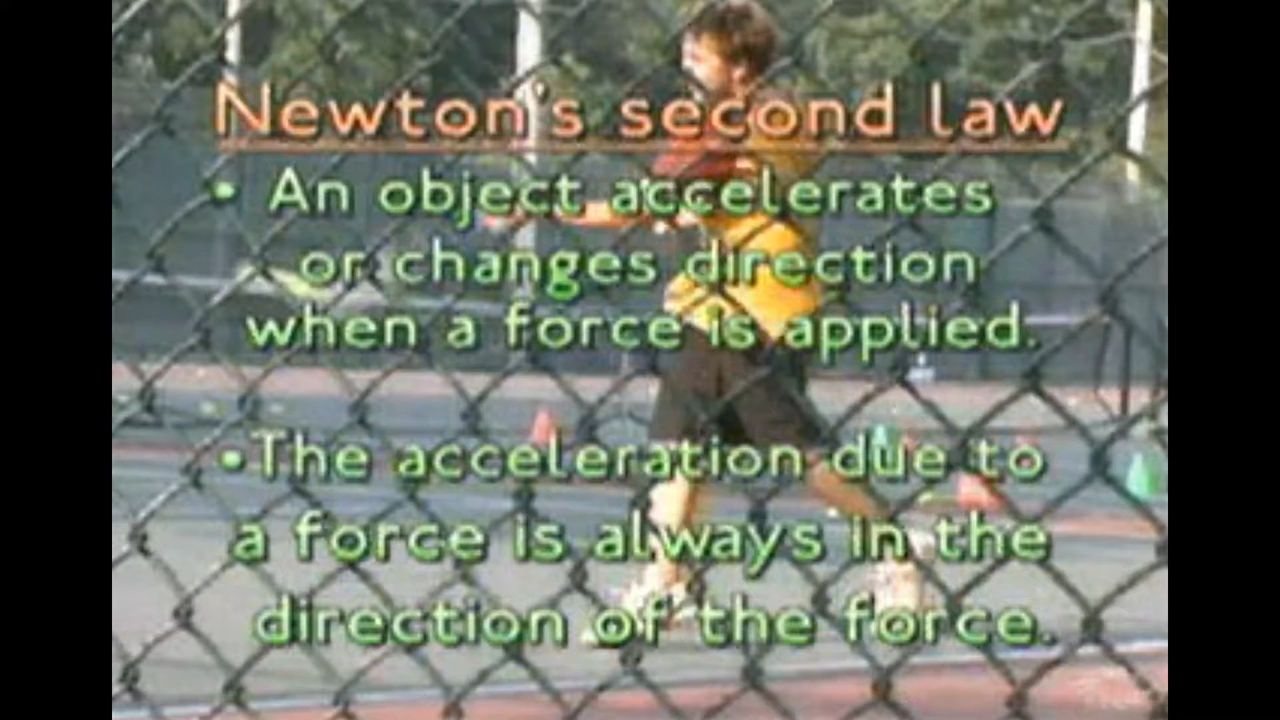 Newton's second law
• An object accelerates
or changes direction
when a force is applied.
•The acceleration due to
a force is always in the
direction of the force.